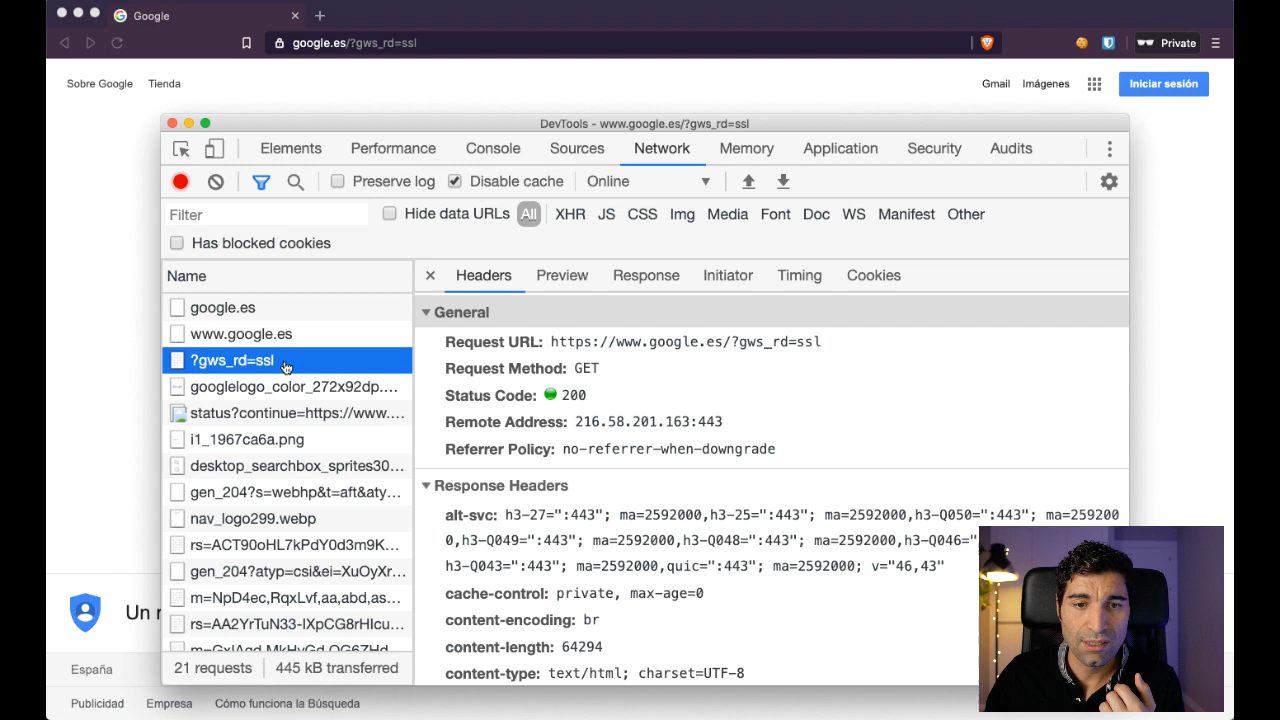 Google
google.es/?gws_rd=ssl
Private
Sobre Google
Tienda
Gmail
Imágenes
Iniciar sesión
DevTools - www.google.es/?gws_rd=ssl
Elements
Performance
Console
Sources
Network
Memory
Application
Security
Audits
Preserve log
Disable cache
Online
Filter
Hide data URLs
All
XHR
JS
CSS
Img
Media
Font
Doc
WS
Manifest
Other
Has blocked cookies
Name
google.es
www.google.es
?gws_rd=ssl
googlelogo_color_272x92dp....
status?continue=https://www....
i1_1967ca6a.png
desktop_searchbox_sprites30...
gen_204?s=webhp&t=aft&aty...
nav_logo299.webp
rs=ACT90oHL7kPdY0d3m9K...
gen_204?atyp=csi&ei=XuOyXr...
m=NpD4ec,RqxLvf,aa,abd,as...
rs=AA2YrTuN33-lXpCG8rHIcu...
21 requests
445 kB transferred
Headers
Preview
Response
Initiator
Timing
Cookies
General
Request URL: https://www.google.es/?gws_rd=ssl
Request Method: GET
Status Code: 200
Remote Address: 216.58.201.163:443
Referrer Policy: no-referrer-when-downgrade
Response Headers
alt-svc: h3-27=":443"; ma=2592000,h3-25=":443"; ma=2592000,h3-Q050=":443"; ma=259200
0,h3-Q049=":443"; ma=2592000,h3-Q048=":443"; ma=2592000,h3-Q046="
h3-Q043=":443"; ma=2592000,quic=":443"; ma=2592000; v="46,43"
cache-control: private, max-age=0
content-encoding: br
content-length: 64294
content-type: text/html; charset=UTF-8
Un
España
Publicidad
Empresa
Cómo funciona la Búsqueda